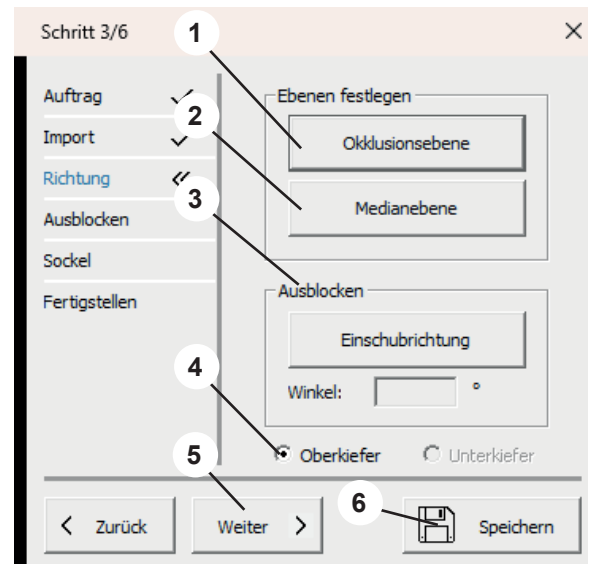 Schritt 3/6
1
Auftrag
2
Import
Richtung
3
Ausblocken
Sockel
Fertigstellen
Ebenen festlegen
Okklusionsebene
Medianebene
Ausblocken
Einschubrichtung
Winkel: °
4
Oberkiefer Unterkiefer
5
6
Zurück Weiter Speichern